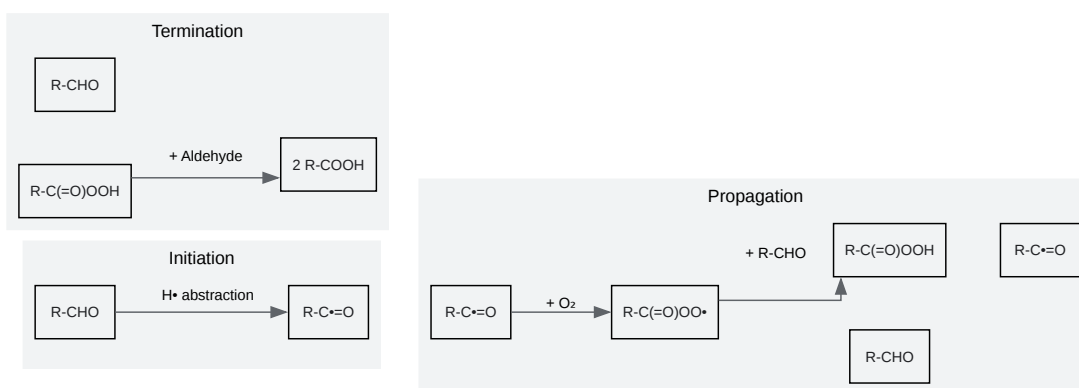 Termination
R-CHO
+ Aldehyde
R-C(=O)OOH
2 R-COOH
Initiation
R-CHO
H• abstraction
R-C•=O
Propagation
R-C•=O
+ O₂
R-C(=O)OO•
+ R-CHO
R-C(=O)OOH
R-C•=O
R-CHO